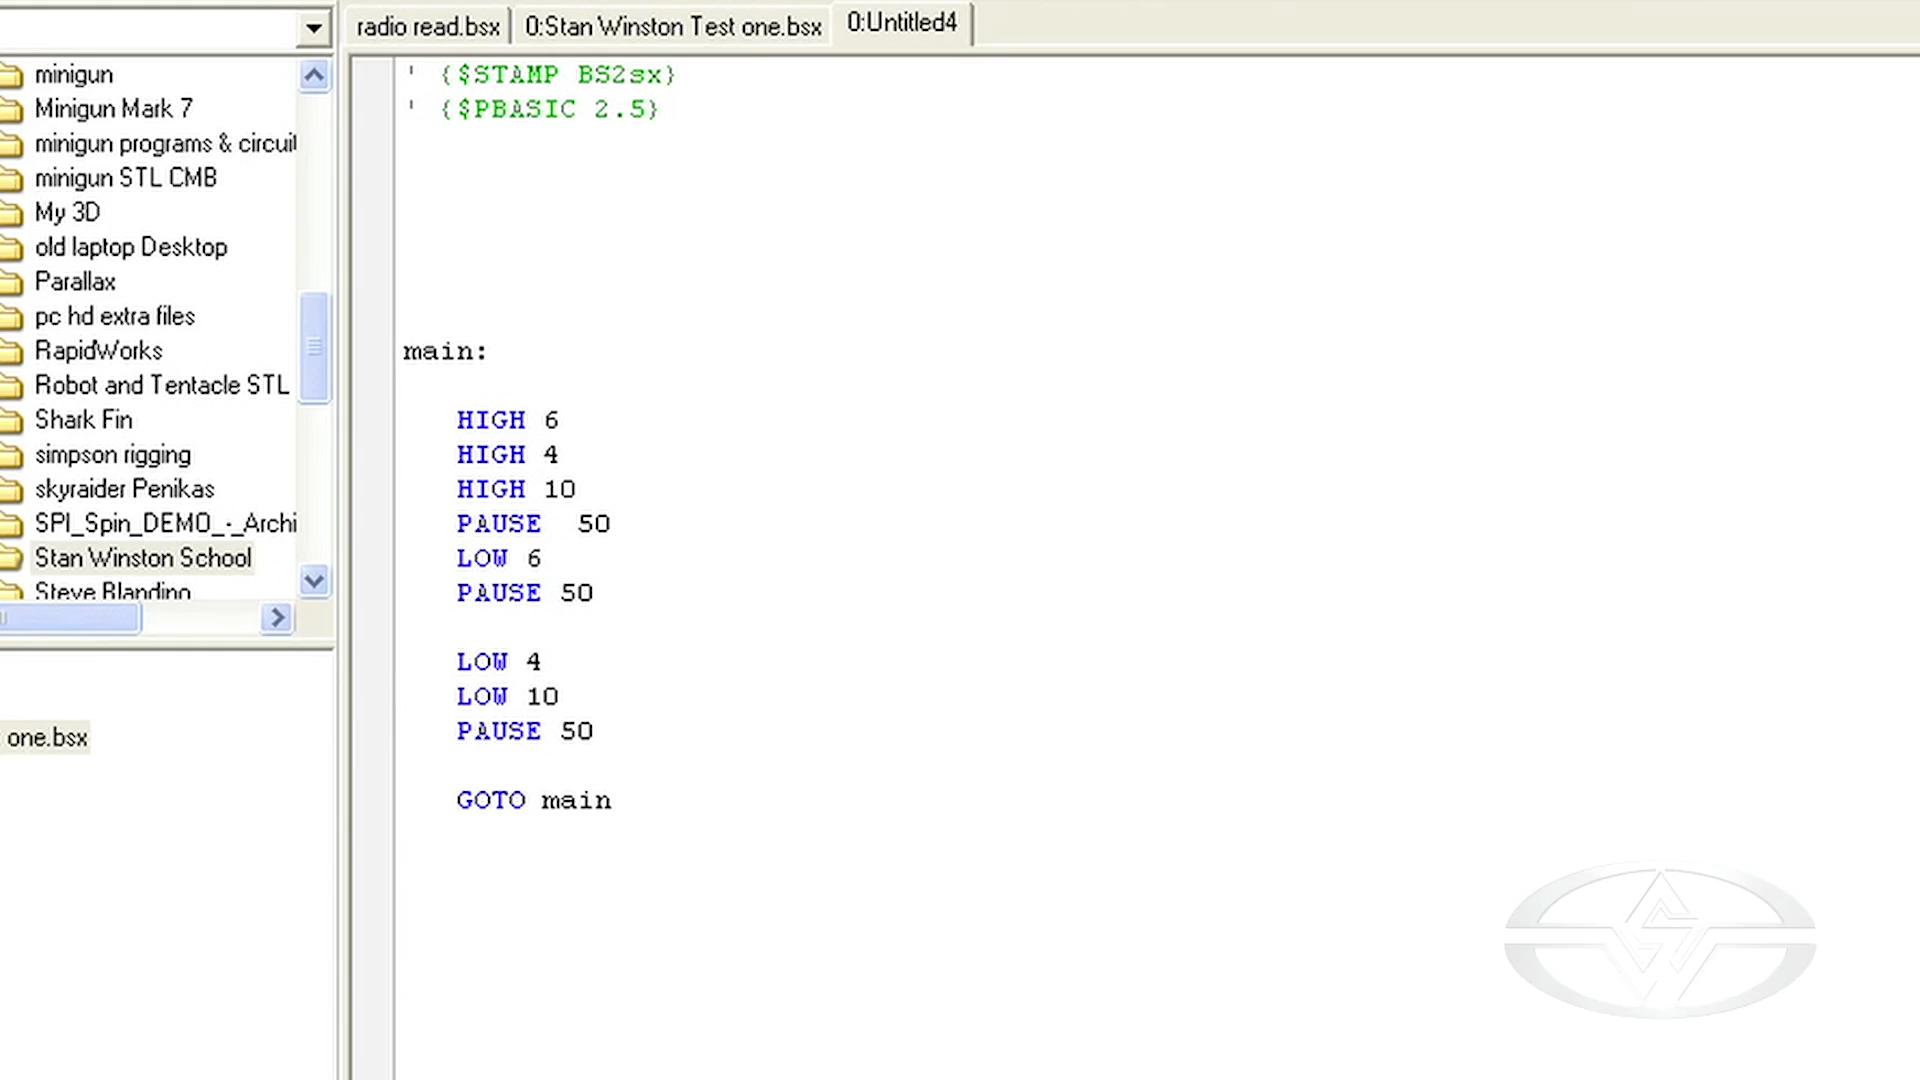 radio read.bsx
0:Stan Winston Test one.bsx
0:Untitled4
minigun
Minigun Mark 7
minigun programs & circuit
minigun STL CMB
My 3D
old laptop Desktop
Parallax
pc hd extra files
RapidWorks
Robot and Tentacle STL
Shark Fin
simpson rigging
skyraider Penikas
SPI_Spin_DEMO_-_Archi
Stan Winston School
Steve Blanding
one.bsx
' {$STAMP BS2sx}
' {$PBASIC 2.5}
main:
HIGH 6
HIGH 4
HIGH 10
PAUSE  50
LOW 6
PAUSE 50
LOW 4
LOW 10
PAUSE 50
GOTO main